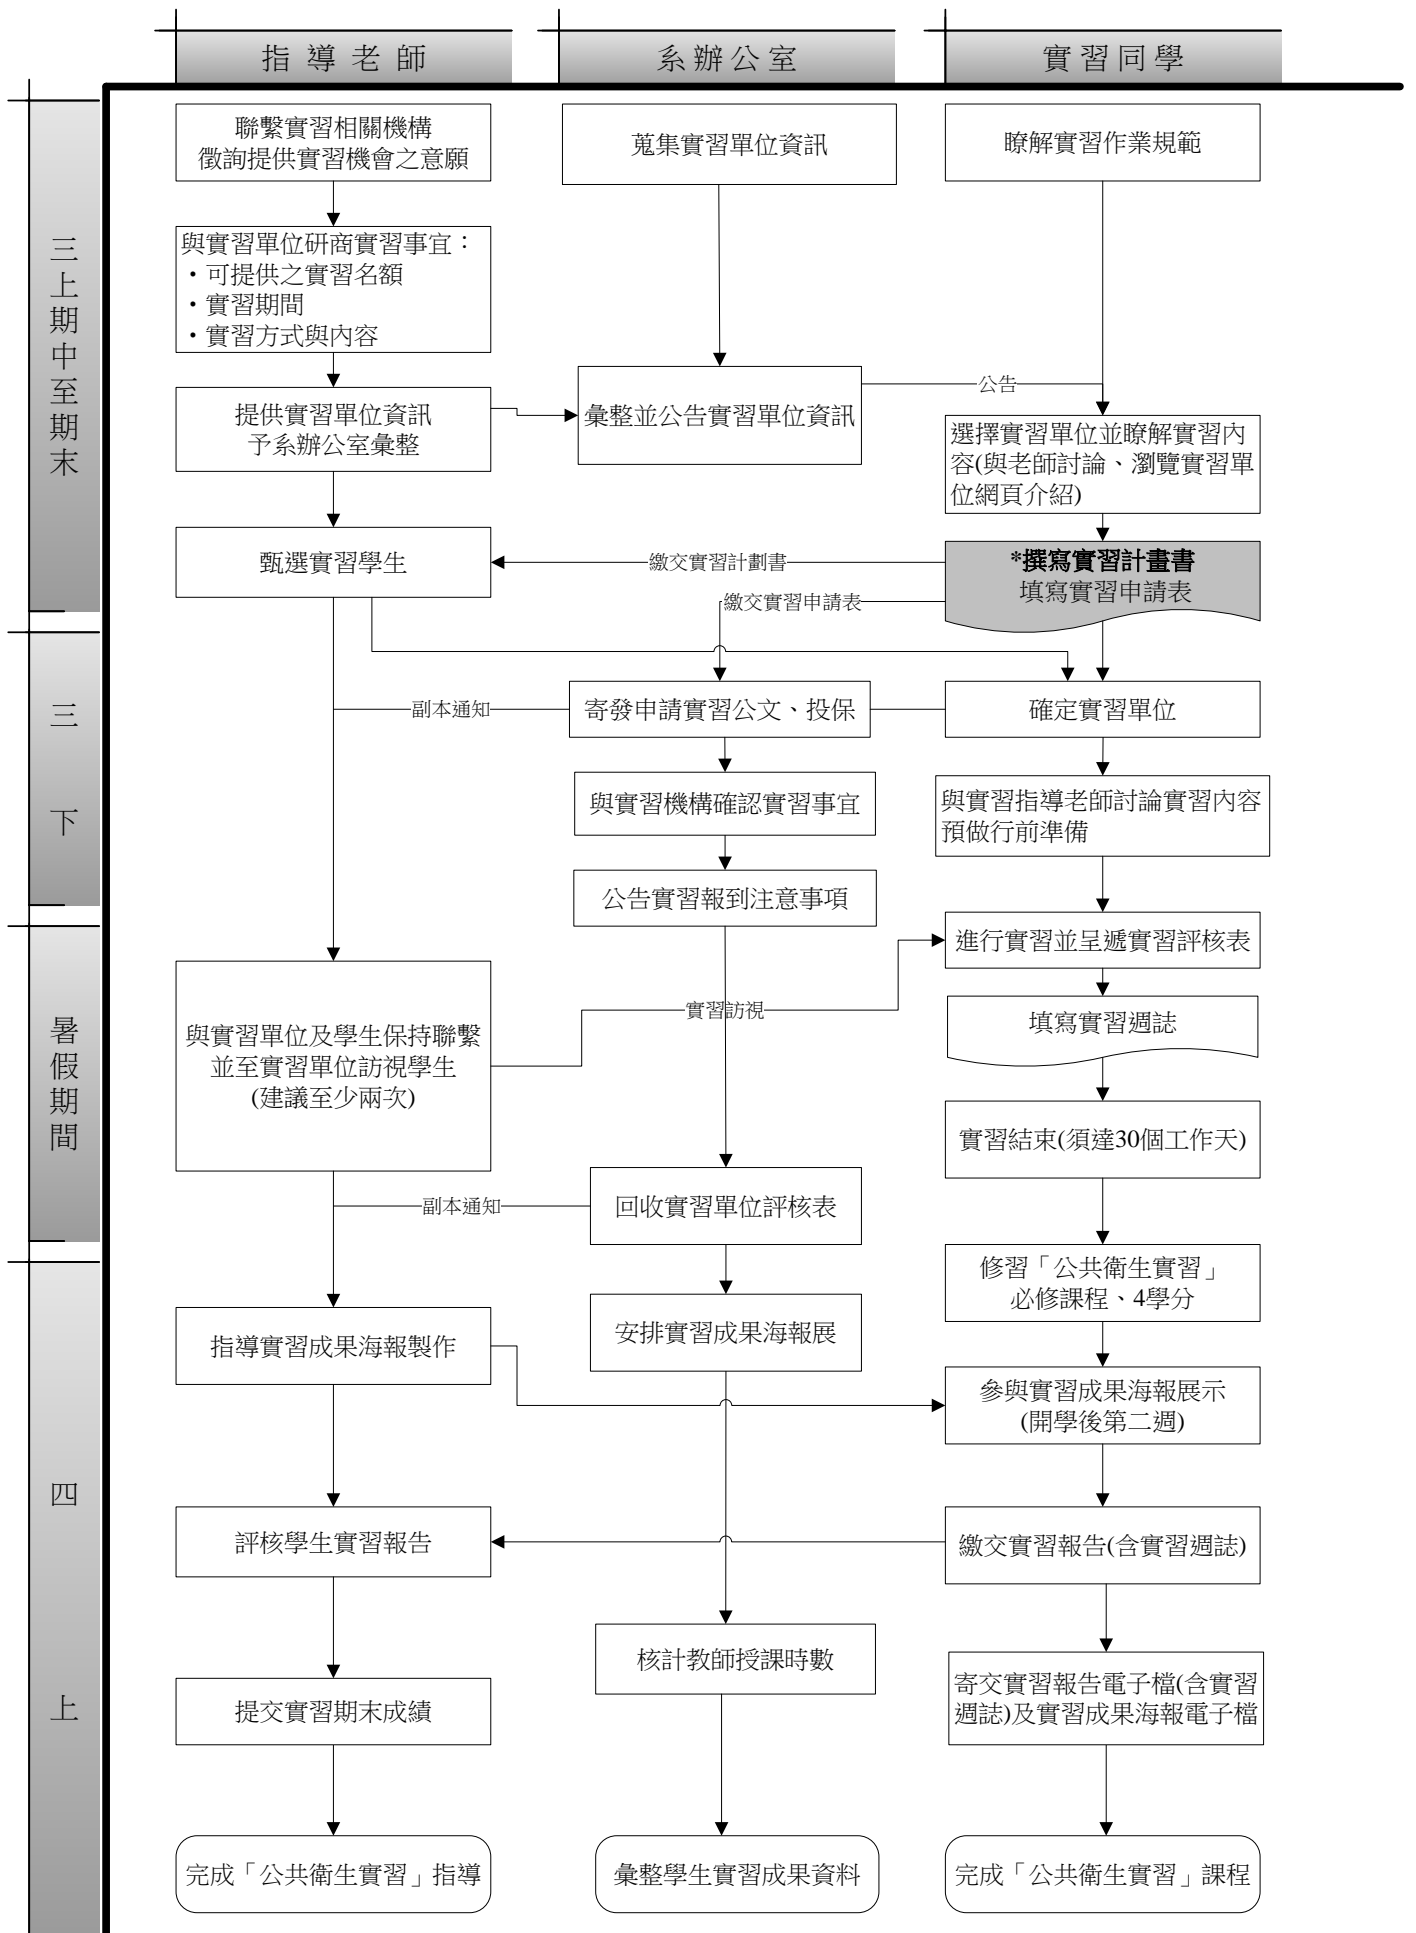 指導老師
系辦公室
實習同學
三上期中至期末
聯繫實習相關機構
徵詢提供實習機會之意願
蒐集實習單位資訊
瞭解實習作業規範
與實習單位研商實習事宜：
・可提供之實習名額
・實習期間
・實習方式與內容
提供實習單位資訊
予系辦公室彙整
彙整並公告實習單位資訊
公告
選擇實習單位並瞭解實習內
容(與老師討論、瀏覽實習單
位網頁介紹)
甄選實習學生
繳交實習計劃書
*撰寫實習計畫書
填寫實習申請表
繳交實習申請表
三下
副本通知
寄發申請實習公文、投保
確定實習單位
與實習機構確認實習事宜
與實習指導老師討論實習內容
預做行前準備
公告實習報到注意事項
暑假期間
進行實習並呈遞實習評核表
實習訪視
填寫實習週誌
與實習單位及學生保持聯繫
並至實習單位訪視學生
(建議至少兩次)
實習結束(須達30個工作天)
副本通知
回收實習單位評核表
四上
修習「公共衛生實習」
必修課程、4學分
指導實習成果海報製作
安排實習成果海報展
參與實習成果海報展示
(開學後第二週)
評核學生實習報告
繳交實習報告(含實習週誌)
核計教師授課時數
提交實習期末成績
寄交實習報告電子檔(含實習
週誌)及實習成果海報電子檔
完成「公共衛生實習」指導
彙整學生實習成果資料
完成「公共衛生實習」課程